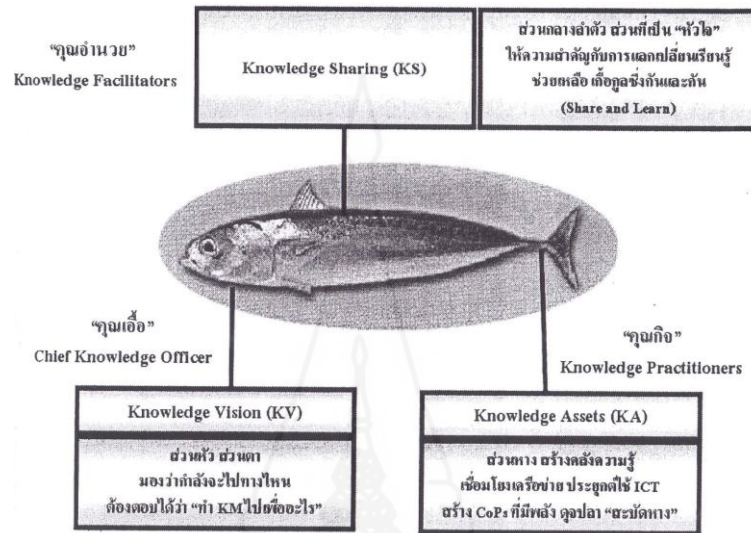 "คุณอำนวย"
Knowledge Facilitators
Knowledge Sharing (KS)
ส่วนกลางลำตัว ส่วนที่เป็น "หัวใจ"
ให้ความสำคัญกับการแลกเปลี่ยนเรียนรู้
ช่วยเหลือ เกื้อกูลซึ่งกันและกัน
(Share and Learn)
"คุณเอื้อ"
Chief Knowledge Officer
"คุณกิจ"
Knowledge Practitioners
Knowledge Vision (KV)
ส่วนหัว ส่วนตา
มองว่ากำลังจะไปทางไหน
ต้องตอบได้ว่า "ทำ KM ไปเพื่ออะไร"
Knowledge Assets (KA)
ส่วนหาง สร้างคลังความรู้
เชื่อมโยงเครือข่าย ประยุกต์ใช้ ICT
สร้าง CoPs ที่มีพลัง ดุจปลา "สะบัดหาง"